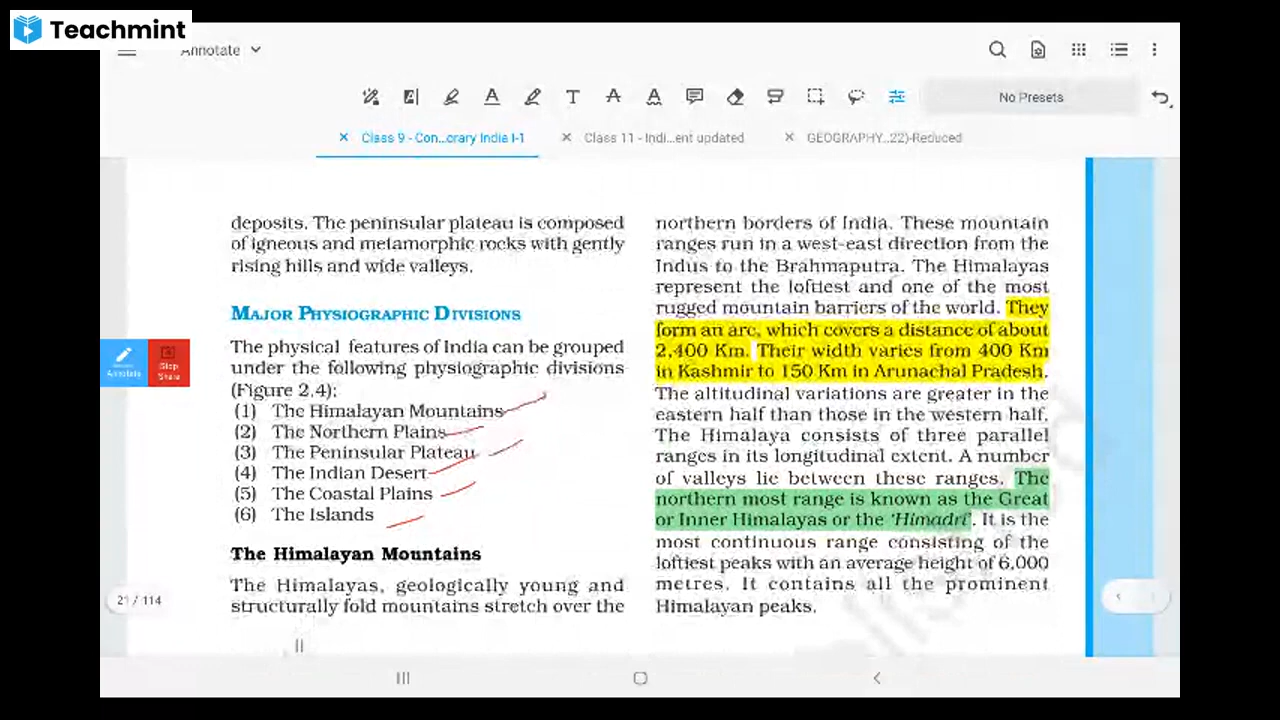 Teachmint
Annotate
No Presets
Class 9 - Con...orary India I-1
Class 11 - Indi...ent updated
GEOGRAPHY...22)-Reduced
deposits. The peninsular plateau is composed
of igneous and metamorphic rocks with gently
rising hills and wide valleys.
MAJOR PHYSIOGRAPHIC DIVISIONS
The physical features of India can be grouped
under the following physiographic divisions
(Figure 2.4):
(1) The Himalayan Mountains
(2) The Northern Plains
(3) The Peninsular Plateau
(4) The Indian Desert
(5) The Coastal Plains
(6) The Islands
The Himalayan Mountains
The Himalayas, geologically young and
structurally fold mountains stretch over the
northern borders of India. These mountain
ranges run in a west-east direction from the
Indus to the Brahmaputra. The Himalayas
represent the loftiest and one of the most
rugged mountain barriers of the world. They
form an arc, which covers a distance of about
2,400 Km. Their width varies from 400 Km
in Kashmir to 150 Km in Arunachal Pradesh.
The altitudinal variations are greater in the
eastern half than those in the western half.
The Himalaya consists of three parallel
ranges in its longitudinal extent. A number
of valleys lie between these ranges. The
northern most range is known as the Great
or Inner Himalayas or the 'Himadri'. It is the
most continuous range consisting of the
loftiest peaks with an average height of 6,000
metres. It contains all the prominent
Himalayan peaks.
Annotate
Stop
Share
21 / 114